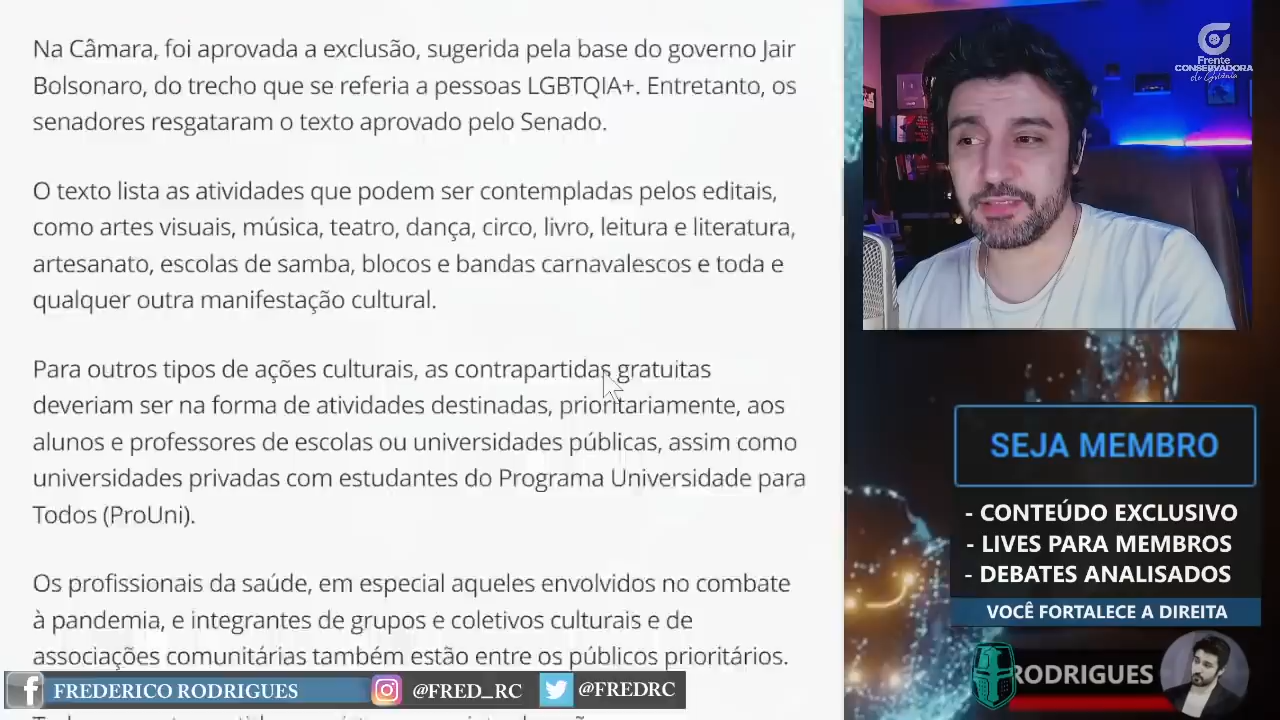 Na Câmara, foi aprovada a exclusão, sugerida pela base do governo Jair
Bolsonaro, do trecho que se referia a pessoas LGBTQIA+. Entretanto, os
senadores resgataram o texto aprovado pelo Senado.
O texto lista as atividades que podem ser contempladas pelos editais,
como artes visuais, música, teatro, dança, circo, livro, leitura e literatura,
artesanato, escolas de samba, blocos e bandas carnavalescos e toda e
qualquer outra manifestação cultural.
Para outros tipos de ações culturais, as contrapartidas gratuitas
deveriam ser na forma de atividades destinadas, prioritariamente, aos
alunos e professores de escolas ou universidades públicas, assim como
universidades privadas com estudantes do Programa Universidade para
Todos (ProUni).
Os profissionais da saúde, em especial aqueles envolvidos no combate
à pandemia, e integrantes de grupos e coletivos culturais e de
associações comunitárias também estão entre os públicos prioritários.
FREDERICO RODRIGUES
@FRED_RC
@FREDRC
Frente
CONSERVADORA
de Goiânia
SEJA MEMBRO
- CONTEÚDO EXCLUSIVO
- LIVES PARA MEMBROS
- DEBATES ANALISADOS
VOCÊ FORTALECE A DIREITA
RODRIGUES